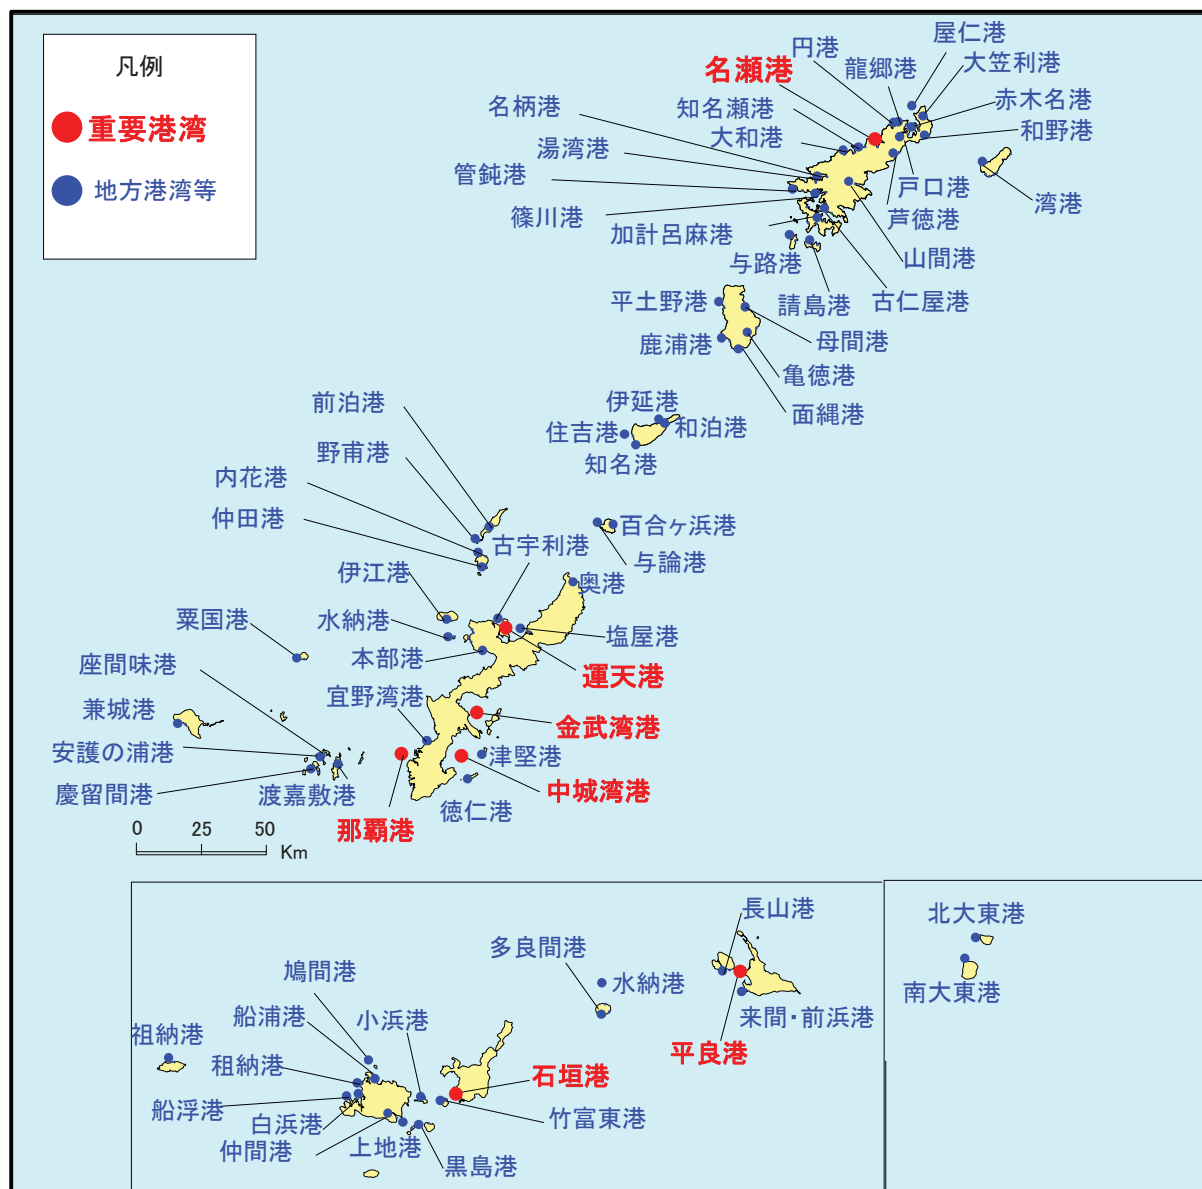 凡例
重要港湾
地方港湾等
屋仁港
円港
大笠利港
名瀬港
龍郷港
赤木名港
名柄港
知名瀬港
和野港
大和港
湯湾港
管鈍港
戸口港
湾港
篠川港
芦徳港
加計呂麻港
山間港
与路港
請島港
古仁屋港
平土野港
母間港
鹿浦港
亀徳港
面縄港
前泊港
伊延港
和泊港
住吉港
知名港
野甫港
内花港
仲田港
百合ヶ浜港
古宇利港
与論港
伊江港
奥港
粟国港
水納港
塩屋港
座間味港
本部港
運天港
兼城港
宜野湾港
金武湾港
安護の浦港
津堅港
慶留間港
渡嘉敷港
中城湾港
徳仁港
那覇港
0 25 50
Km
長山港
北大東港
多良間港
鳩間港
水納港
南大東港
船浦港
小浜港
来間・前浜港
祖納港
平良港
租納港
石垣港
船浮港
白浜港
竹富東港
仲間港
上地港
黒島港